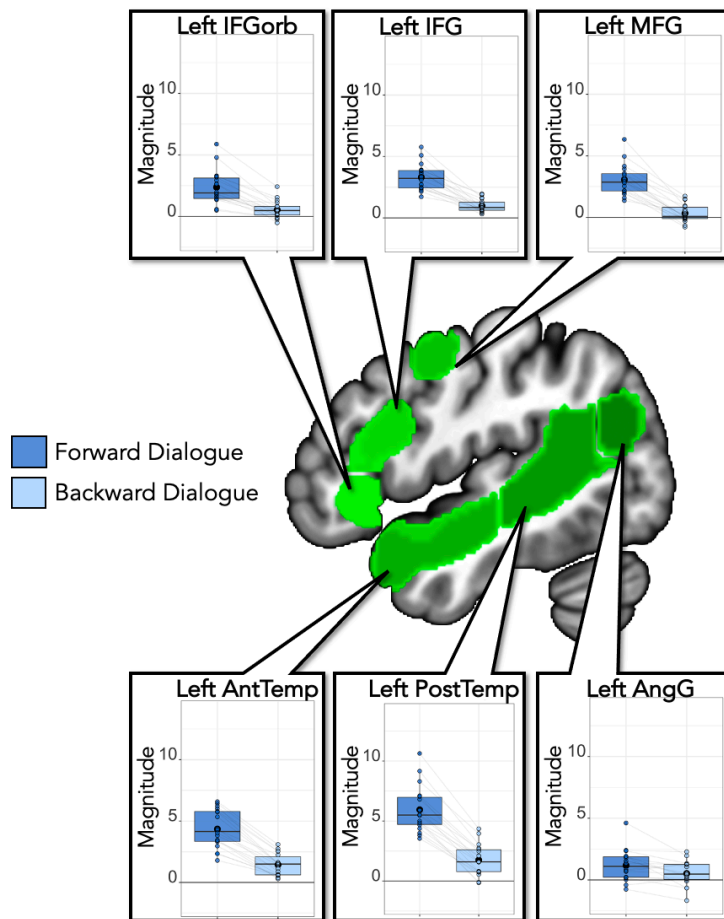 Left IFGorb
Left IFG
Left MFG
Magnitude
10
5
0
Magnitude
10
5
0
Magnitude
10
5
0
Forward Dialogue
Backward Dialogue
Left AntTemp
Left PostTemp
Left AngG
Magnitude
10
5
0
Magnitude
10
5
0
Magnitude
10
5
0